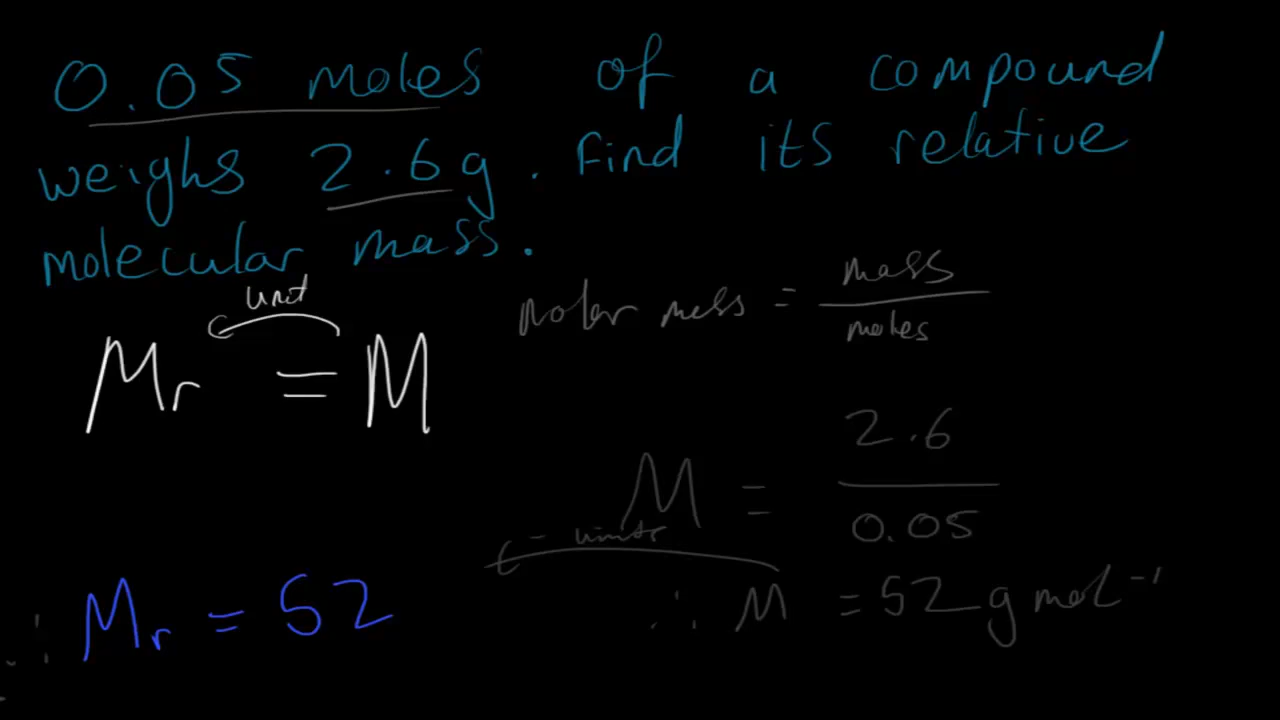 0.05 moles of a compound
weighs 2.6g. Find its relative
molecular mass.
unit
Mr = M
molar mass = mass
moles
M = 2.6
0.05
- units
∴ M = 52 g mol⁻¹
∴ Mr = 52